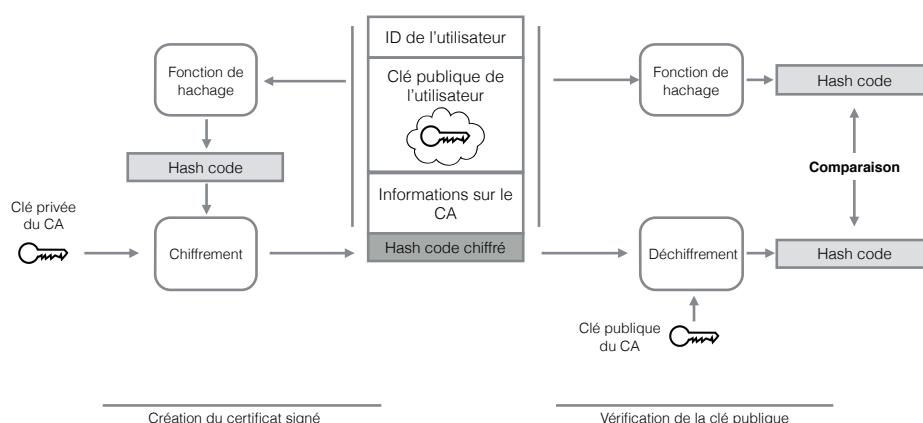 ID de l'utilisateur
Fonction de
hachage
Clé publique de
l'utilisateur
Fonction de
hachage
Hash code
Hash code
Comparaison
Informations sur le
CA
Clé privée
du CA
Chiffrement
Hash code chiffré
Déchiffrement
Hash code
Clé publique
du CA
Création du certificat signé
Vérification de la clé publique